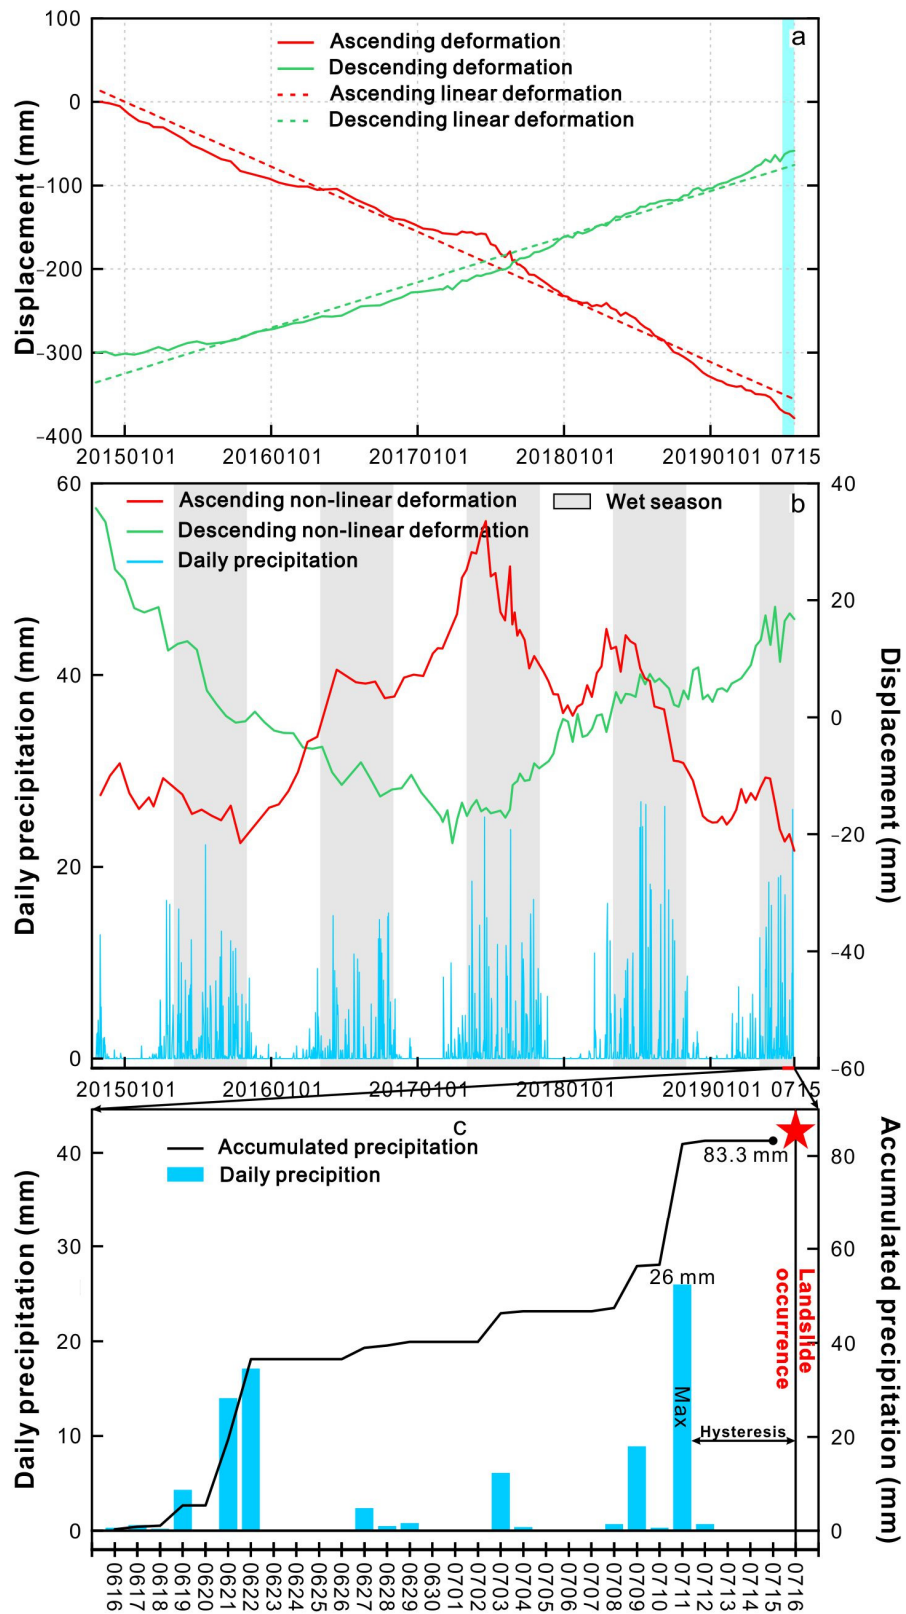 100
0
-100
-200
-300
-400
Displacement (mm)
a
Ascending deformation
Descending deformation
Ascending linear deformation
Descending linear deformation
20150101 20160101 20170101 20180101 20190101 0715
60
40
20
0
Daily precipitation (mm)
b
Ascending non-linear deformation
Descending non-linear deformation
Daily precipitation
Wet season
40
20
0
-20
-40
-60
Displacement (mm)
20150101 20160101 20170101 20180101 20190101 0715
40
30
20
10
0
Daily precipitation (mm)
c
Accumulated precipitation
Daily precipition
83.3 mm
26 mm
Max
Hysteresis
Landslide
occurrence
80
60
40
20
0
Accumulated precipitation (mm)
0616 0617 0618 0619 0620 0621 0622 0623 0624 0625 0626 0627 0628 0629 0630 0701 0702 0703 0704 0705 0706 0707 0708 0709 0710 0711 0712 0713 0714 0715 0716